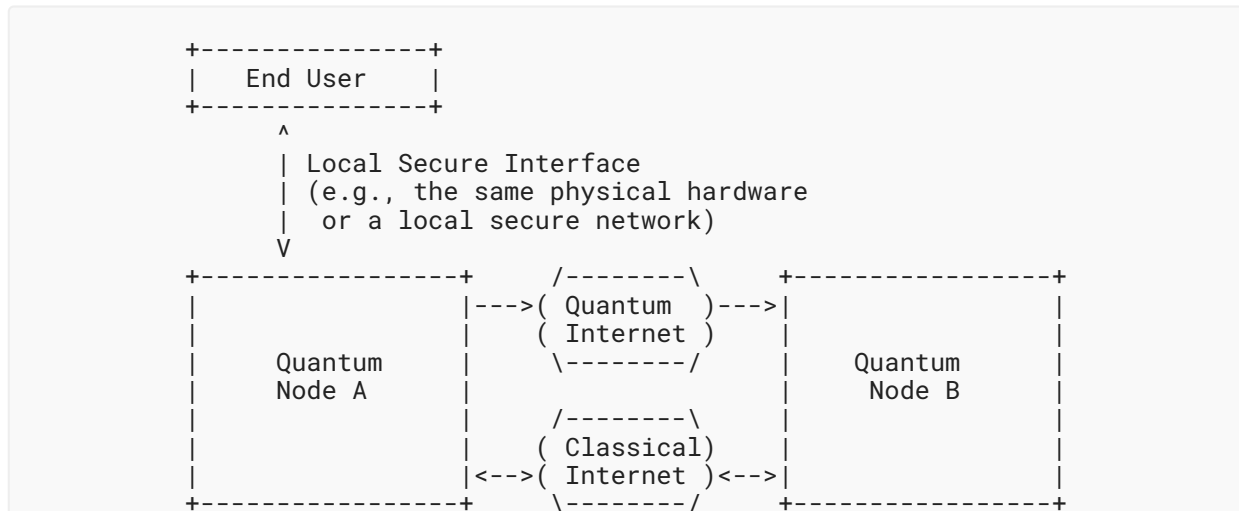 +---------------+
|   End User    |
+---------------+
      ^
      | Local Secure Interface
      | (e.g., the same physical hardware
      |  or a local secure network)
      V
+-----------------+     /--------\     +-----------------+
|                 |--->( Quantum  )--->|                 |
|                 |    ( Internet )    |                 |
|     Quantum     |     \--------/     |    Quantum      |
|     Node A      |                    |     Node B      |
|                 |     /--------\     |                 |
|                 |    ( Classical)    |                 |
|                 |<-->( Internet )<-->|                 |
+-----------------+     \--------/     +-----------------+